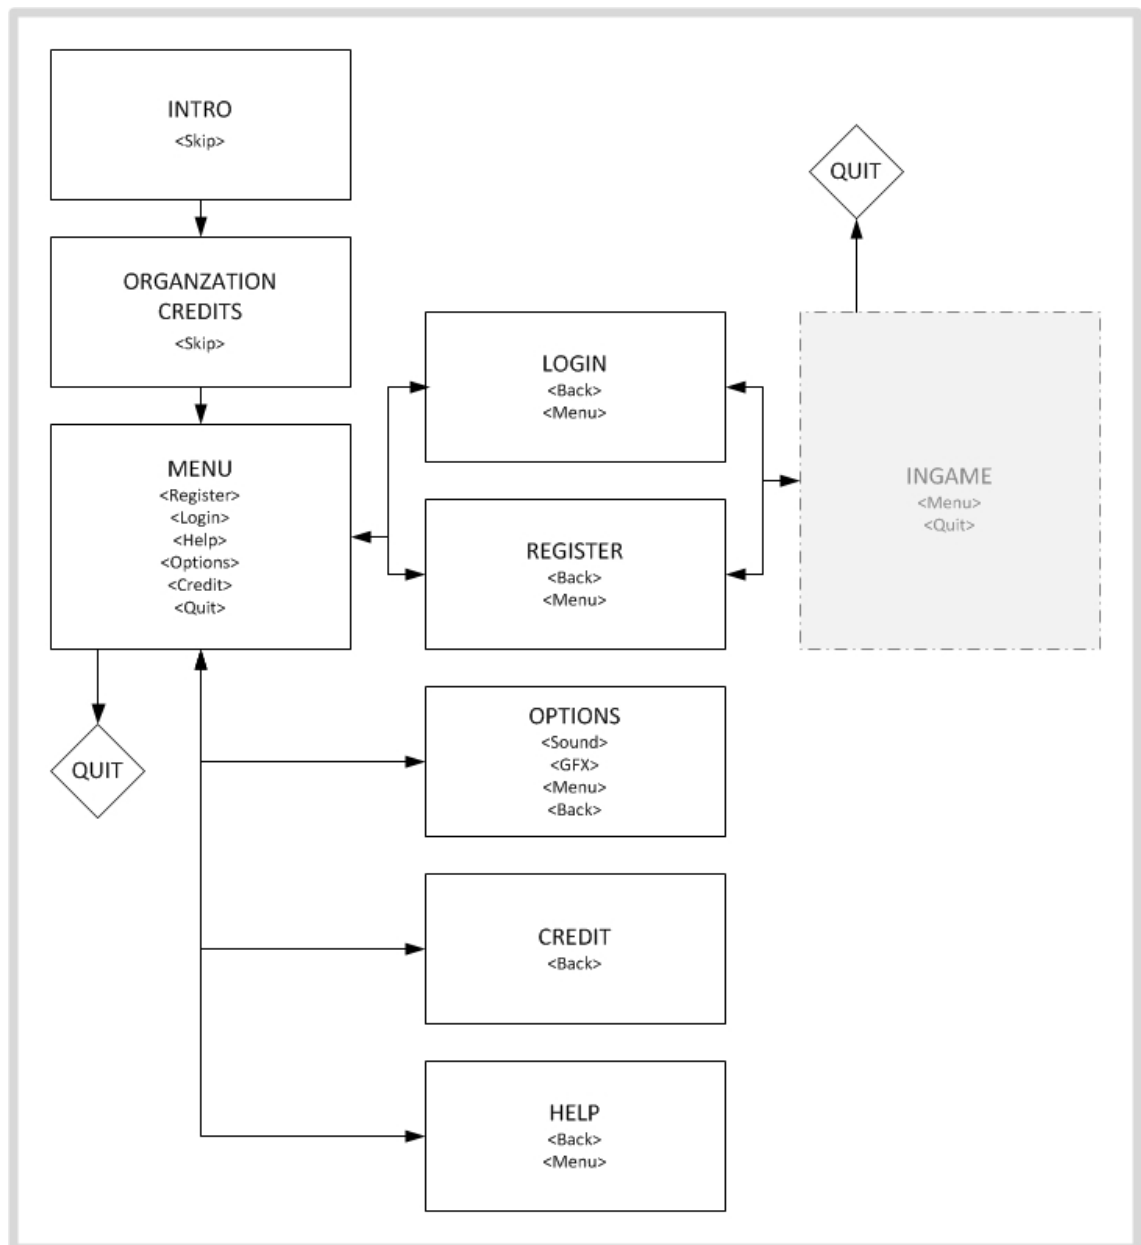 INTRO
<Skip>
ORGANZATION
CREDITS
<Skip>
MENU
<Register>
<Login>
<Help>
<Options>
<Credit>
<Quit>
QUIT
LOGIN
<Back>
<Menu>
REGISTER
<Back>
<Menu>
OPTIONS
<Sound>
<GFX>
<Menu>
<Back>
CREDIT
<Back>
HELP
<Back>
<Menu>
QUIT
INGAME
<Menu>
<Quit>